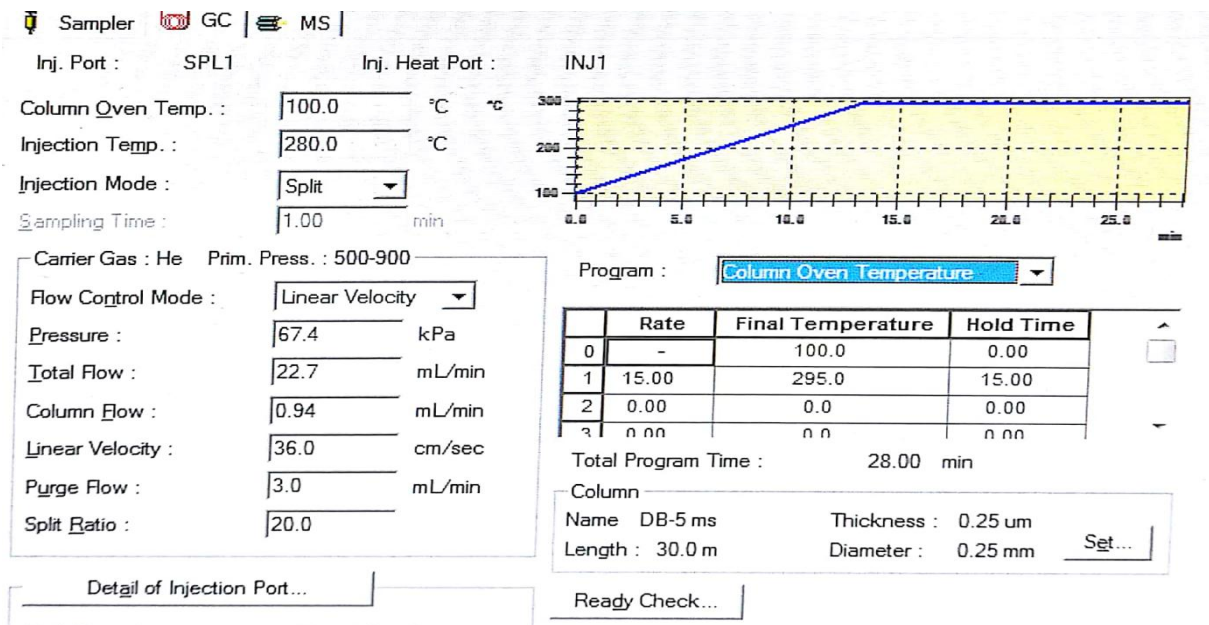 Sampler GC MS
Inj. Port : SPL1 Inj. Heat Port : INJ1
Column Oven Temp. : 100.0 °C
Injection Temp. : 280.0 °C
Injection Mode : Split
Sampling Time : 1.00 min
Carrier Gas : He Prim. Press. : 500-900
Flow Control Mode : Linear Velocity
Pressure : 67.4 kPa
Total Flow : 22.7 mL/min
Column Flow : 0.94 mL/min
Linear Velocity : 36.0 cm/sec
Purge Flow : 3.0 mL/min
Split Ratio : 20.0
Detail of Injection Port...
°C
300
200
100
0.0 5.0 10.0 15.0 20.0 25.0
min
Program : Column Oven Temperature
Rate Final Temperature Hold Time
0 - 100.0 0.00
1 15.00 295.0 15.00
2 0.00 0.0 0.00
3 0.00 0.0 0.00
Total Program Time : 28.00 min
Column
Name DB-5 ms Thickness : 0.25 um
Length : 30.0 m Diameter : 0.25 mm Set...
Ready Check...